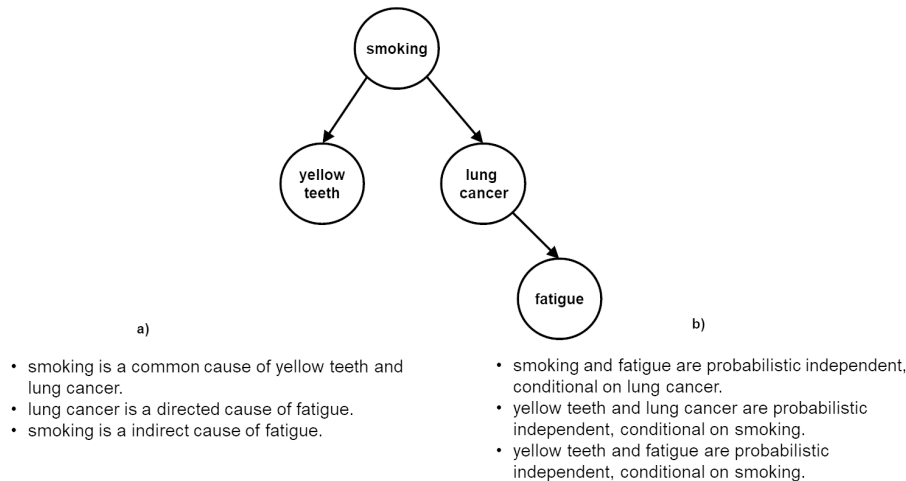 smoking
yellow
teeth
lung
cancer
fatigue
a)
• smoking is a common cause of yellow teeth and
lung cancer.
• lung cancer is a directed cause of fatigue.
• smoking is a indirect cause of fatigue.
b)
• smoking and fatigue are probabilistic independent,
conditional on lung cancer.
• yellow teeth and lung cancer are probabilistic
independent, conditional on smoking.
• yellow teeth and fatigue are probabilistic
independent, conditional on smoking.